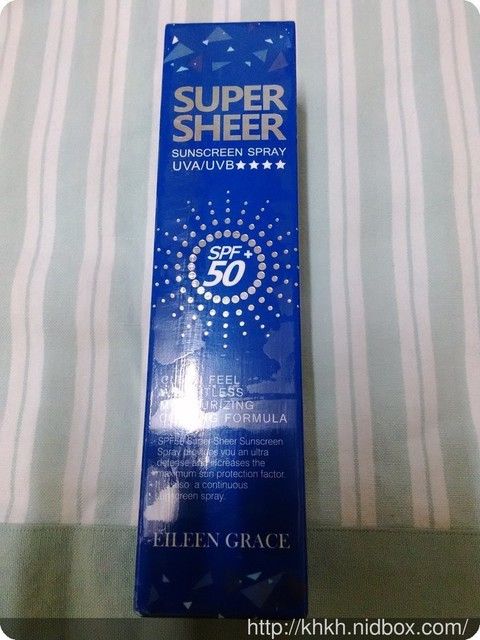 SUPER
SHEER
SUNSCREEN SPRAY
UVA/UVB★★★★
SPF +
50
FEEL
FORMULA
SPF50 Super Sheer Sunscreen
Spray provides you an ultra
defense and increases the
maximum sun protection factor.
also a continuous
sunscreen spray.
EILEEN GRACE
http://khkh.nidbox.com/